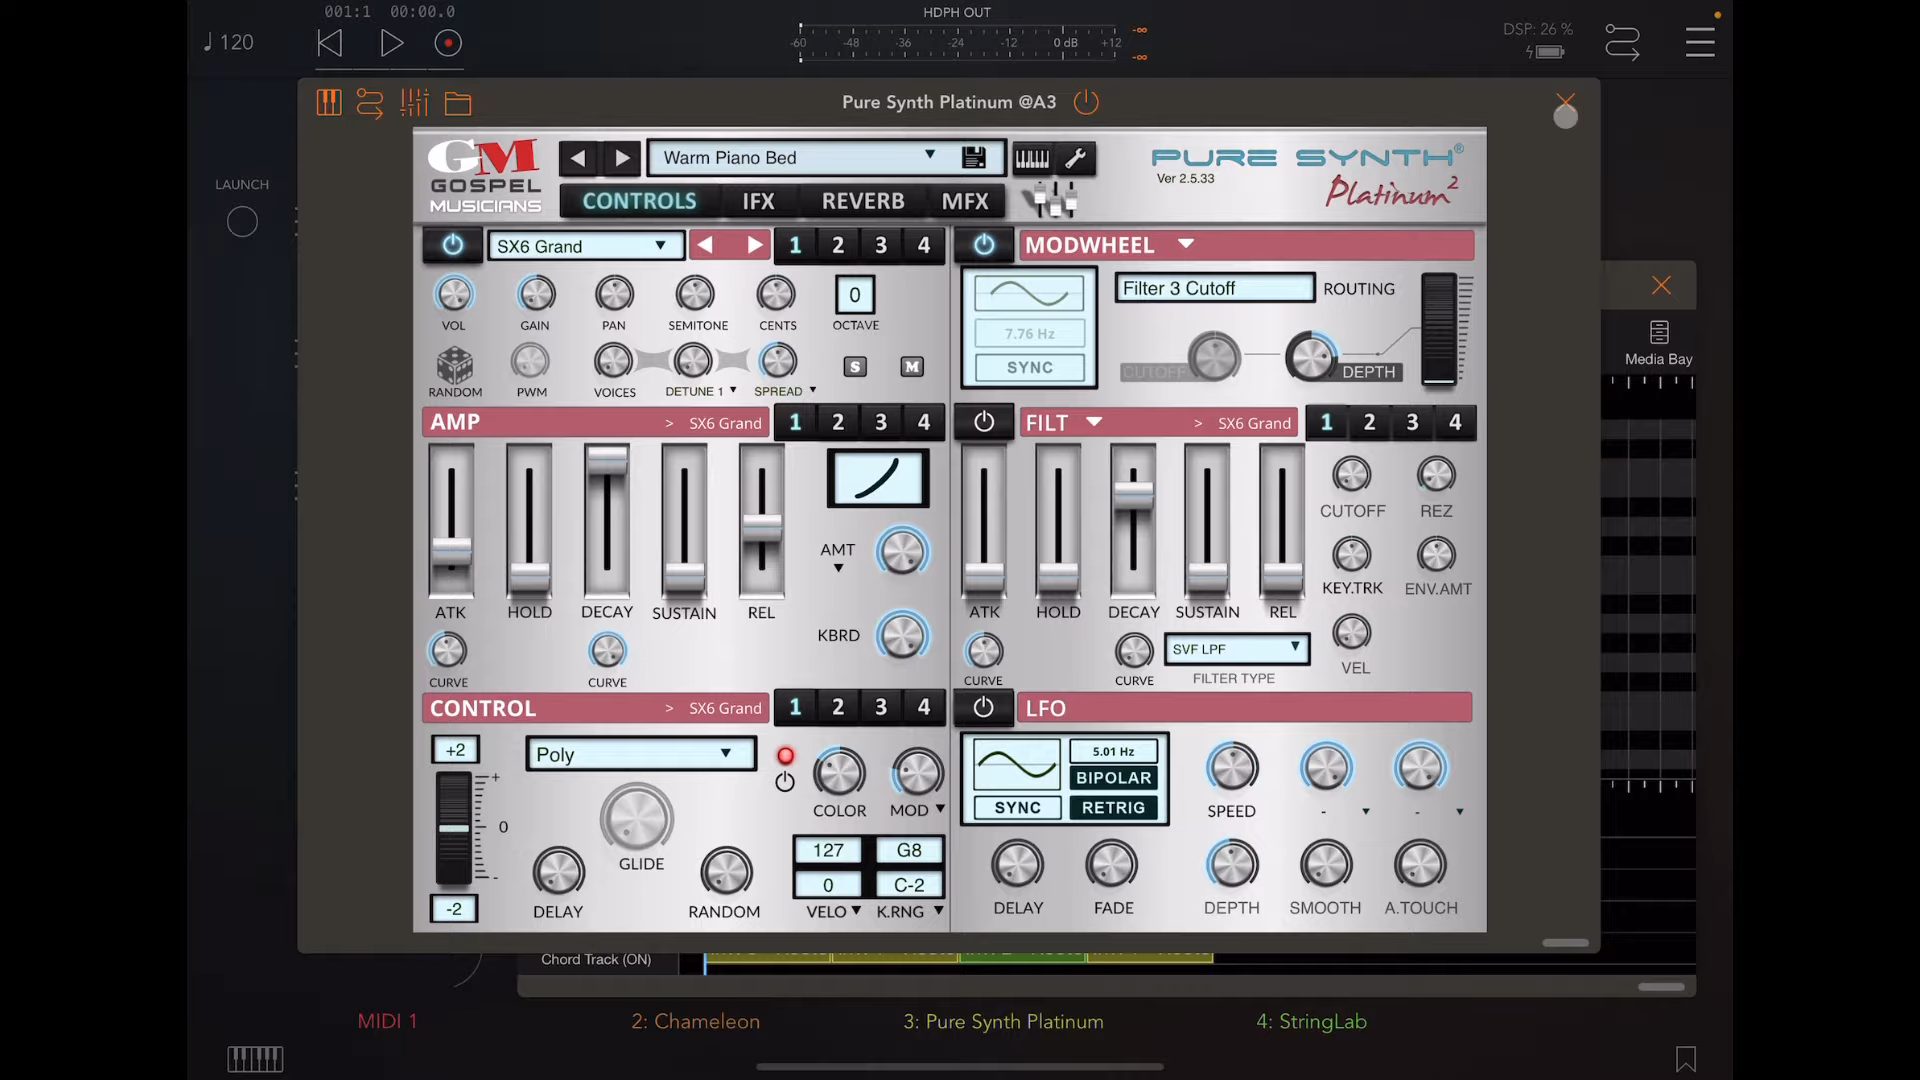 001:1 00:00.0
HDPH OUT
120
-60 -48 -36 -24 -12 0 dB +12
-∞
-∞
DSP: 26 %
Pure Synth Platinum @A3
LAUNCH
GM
GOSPEL
MUSICIANS
Warm Piano Bed
PURE SYNTH®
Ver 2.5.33
Platinum2
CONTROLS IFX REVERB MFX
SX6 Grand 1 2 3 4
MODWHEEL
VOL GAIN PAN SEMITONE CENTS 0 OCTAVE
RANDOM PWM VOICES DETUNE 1 SPREAD S M
Filter 3 Cutoff ROUTING
7.76 Hz
SYNC
CUTOFF DEPTH
Media Bay
AMP > SX6 Grand 1 2 3 4
FILT > SX6 Grand 1 2 3 4
ATK HOLD DECAY SUSTAIN REL
AMT
KBRD
CURVE CURVE
CUTOFF REZ
KEY.TRK ENV.AMT
ATK HOLD DECAY SUSTAIN REL
SVF LPF
VEL
CURVE CURVE FILTER TYPE
CONTROL > SX6 Grand 1 2 3 4
LFO
+2
Poly
+
0
-
-2
COLOR MOD
GLIDE
127 G8
0 C-2
DELAY RANDOM VELO K.RNG
5.01 Hz
BIPOLAR
SYNC RETRIG
SPEED - -
DELAY FADE DEPTH SMOOTH A.TOUCH
Chord Track (ON)
MIDI 1 2: Chameleon 3: Pure Synth Platinum 4: StringLab